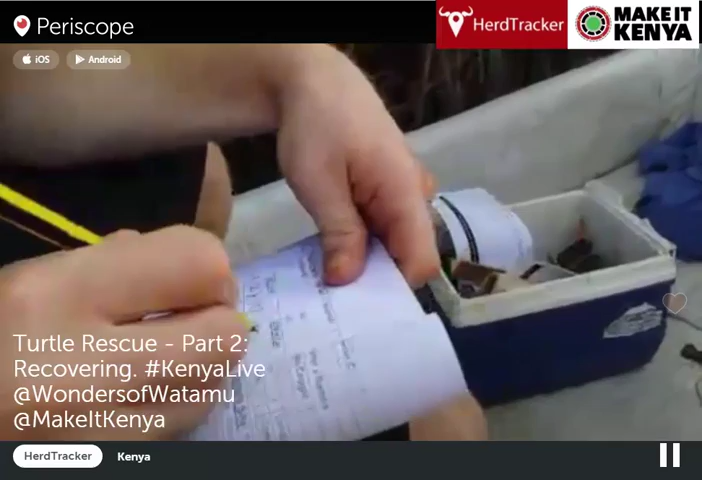 Periscope
HerdTracker
MAKE IT
KENYA
iOS
Android
Turtle Rescue - Part 2:
Recovering. #KenyaLive
@WondersofWatamu
@MakeItKenya
HerdTracker
Kenya